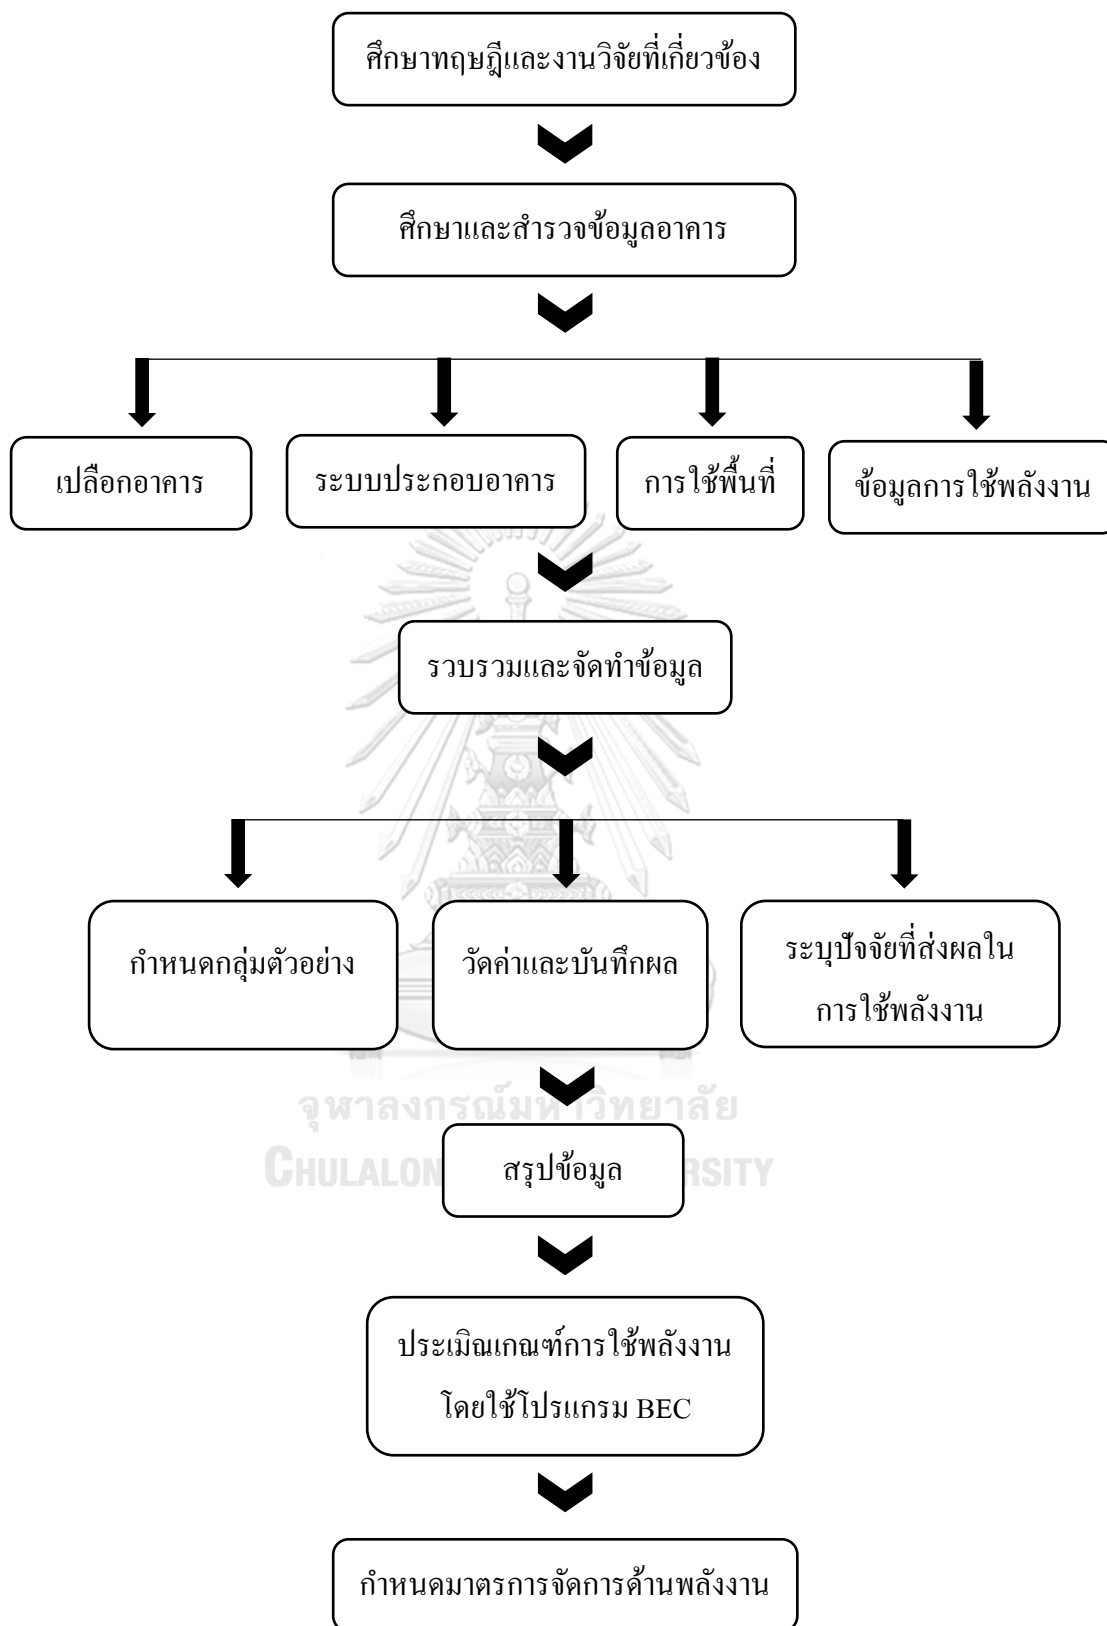 ศึกษาทฤษฎีและงานวิจัยที่เกี่ยวข้อง
ศึกษาและสำรวจข้อมูลอาคาร
เปลือกอาคาร
ระบบประกอบอาคาร
การใช้พื้นที่
ข้อมูลการใช้พลังงาน
รวบรวมและจัดทำข้อมูล
กำหนดกลุ่มตัวอย่าง
วัดค่าและบันทึกผล
ระบุปัจจัยที่ส่งผลใน
การใช้พลังงาน
จุฬาลงกรณ์มหาวิทยาลัย
CHULALON RSITY
สรุปข้อมูล
ประเมิณเกณฑ์การใช้พลังงาน
โดยใช้โปรแกรม BEC
กำหนดมาตรการจัดการด้านพลังงาน